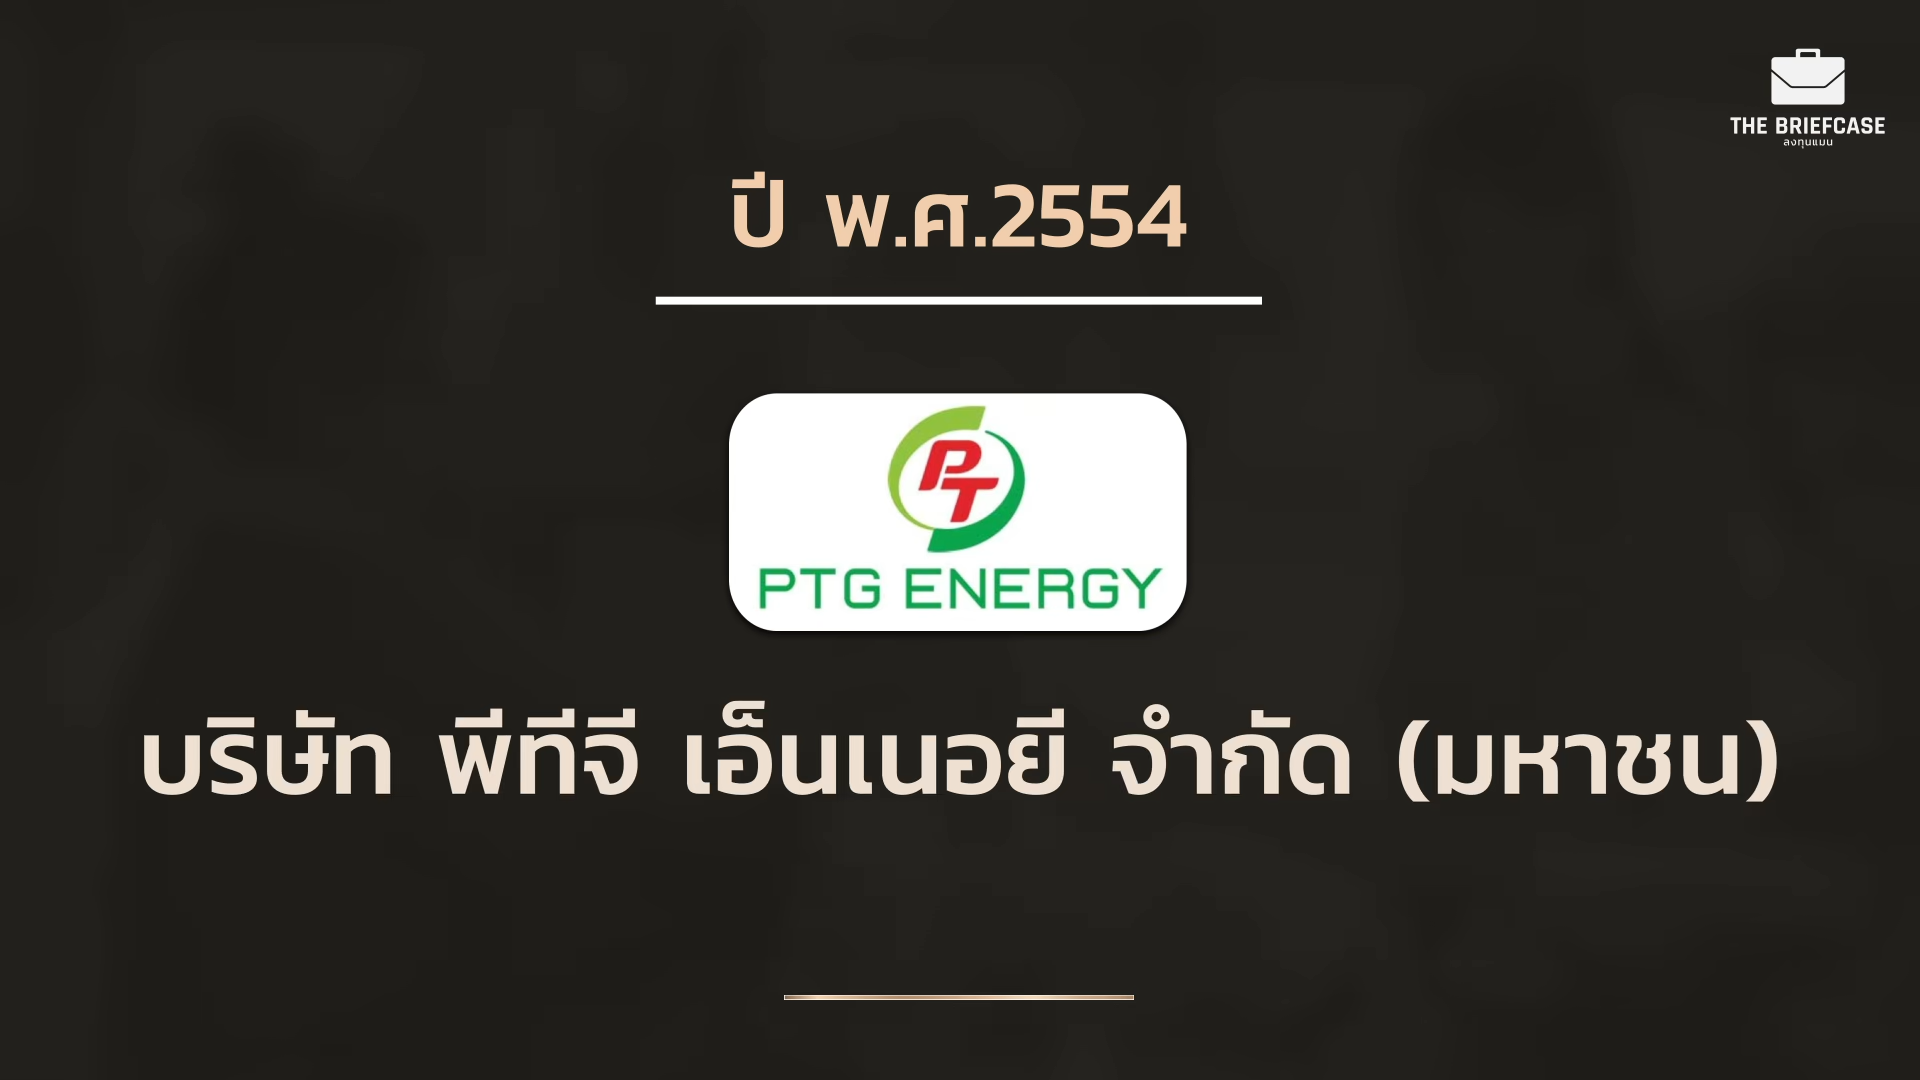 THE BRIEFCASE
ลงทุนแมน
ปี พ.ศ.2554
PT
PTG ENERGY
บริษัท พีทีจี เอ็นเนอยี จำกัด (มหาชน)